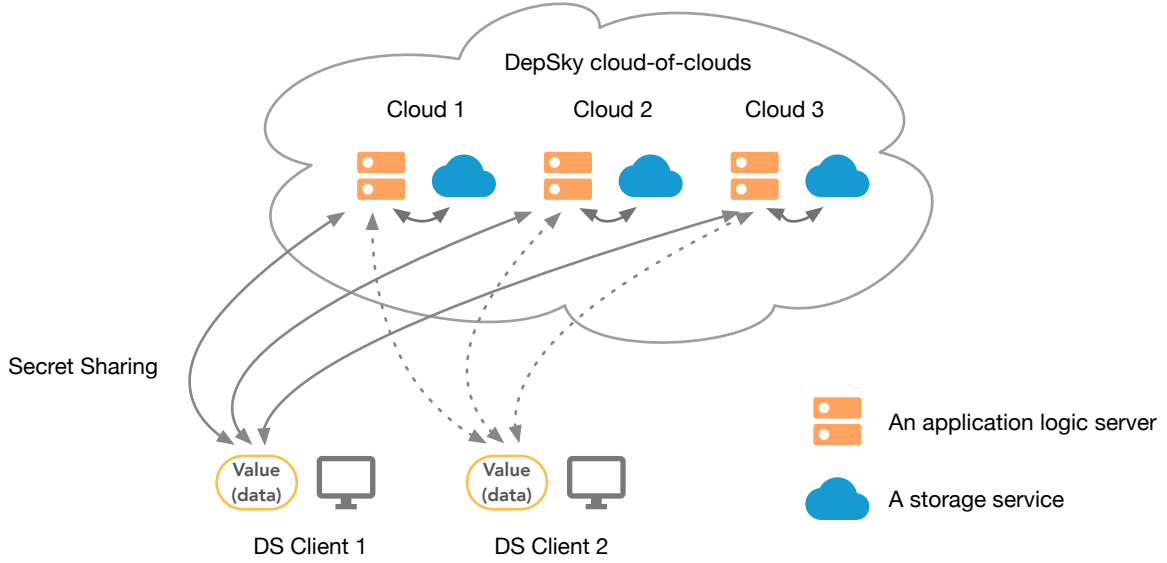 DepSky cloud-of-clouds
Cloud 1
Cloud 2
Cloud 3
Secret Sharing
An application logic server
Value
(data)
Value
(data)
A storage service
DS Client 1
DS Client 2